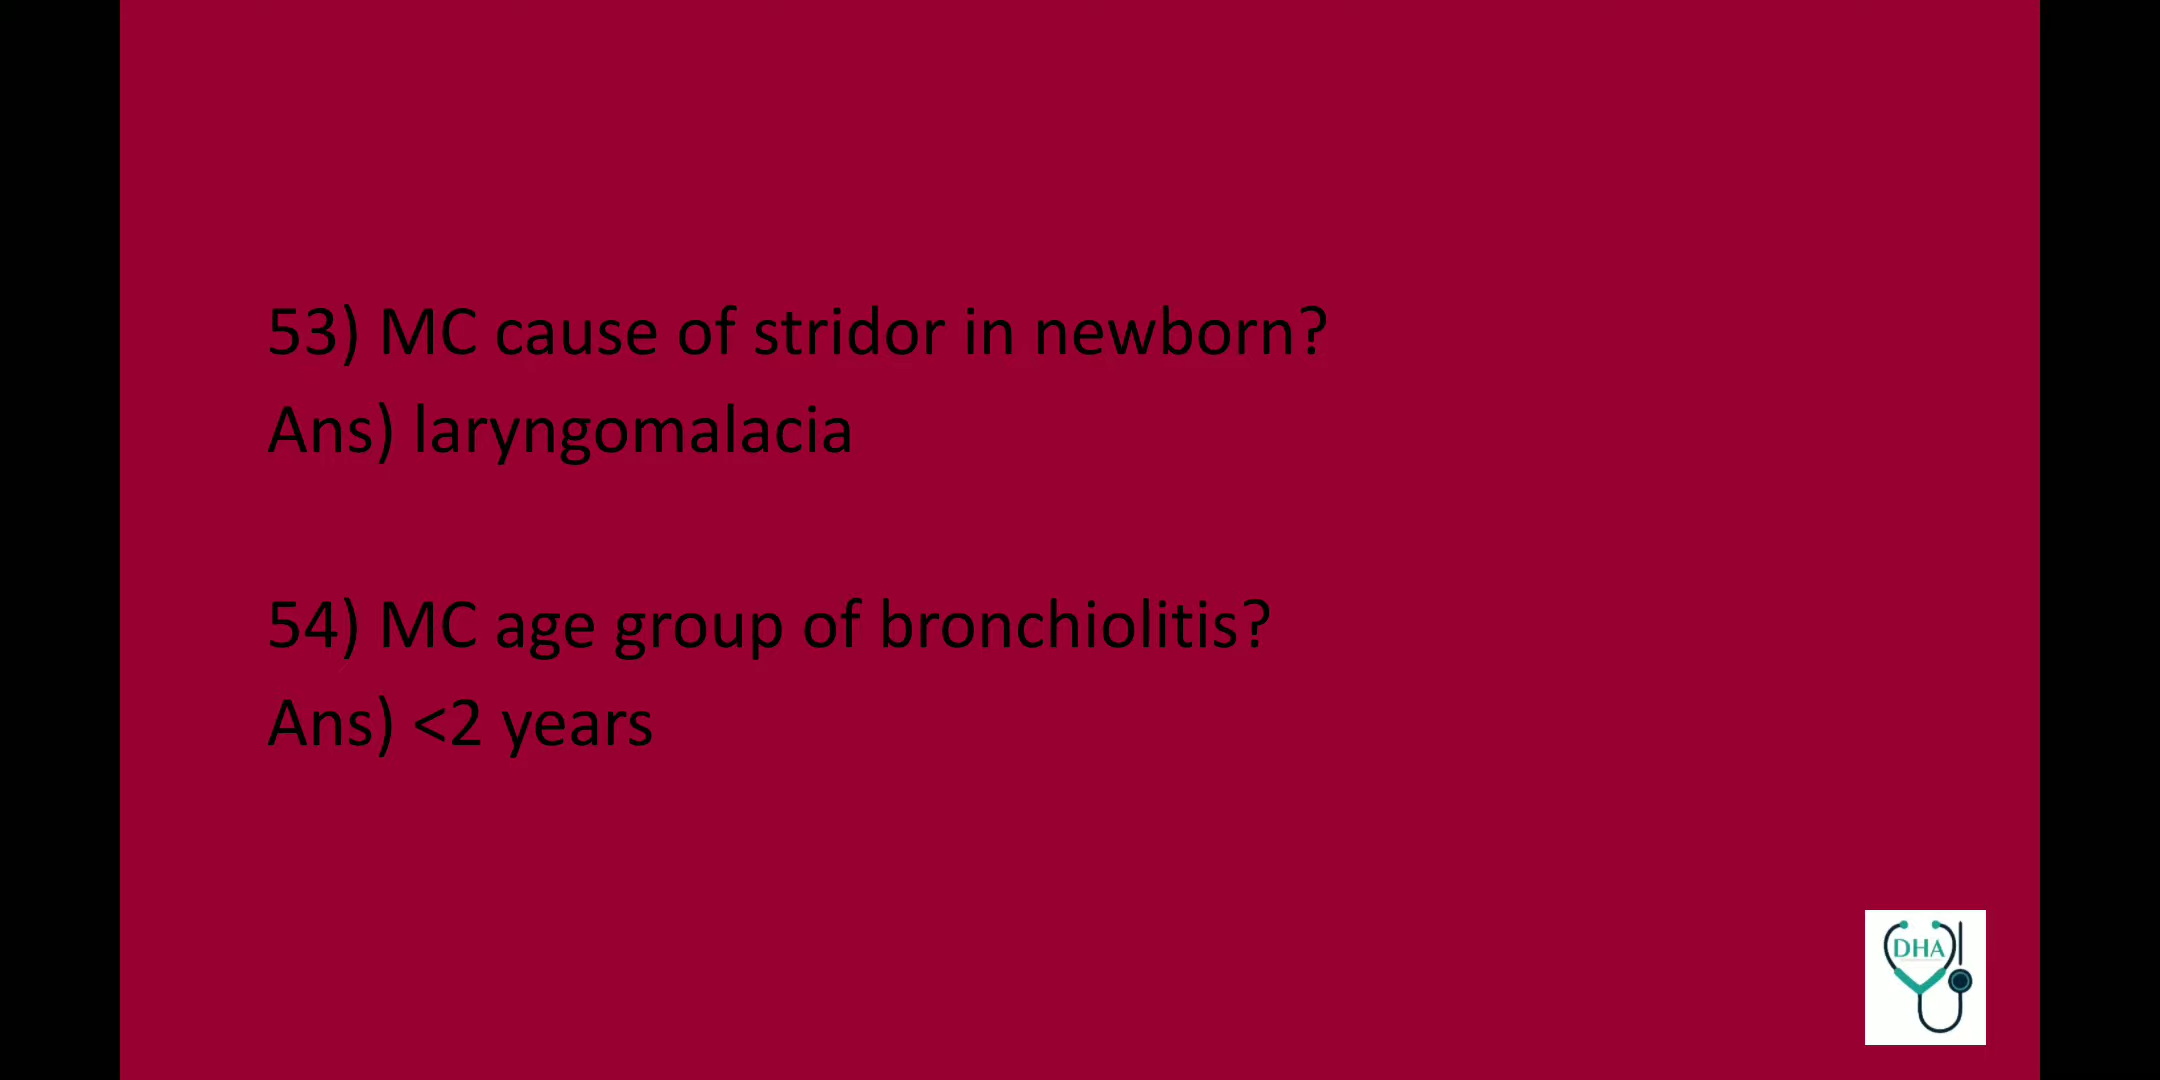 53) MC cause of stridor in newborn?
Ans) laryngomalacia
54) MC age group of bronchiolitis?
Ans) <2 years
DHA